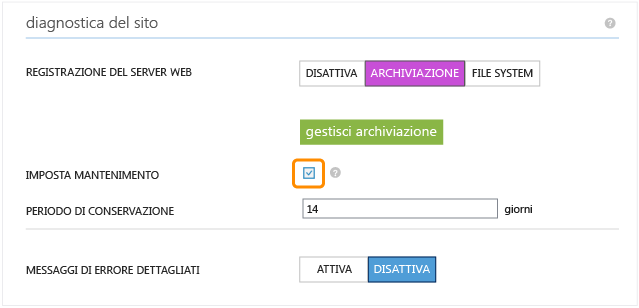 diagnostica del sito
REGISTRAZIONE DEL SERVER WEB DISATTIVA ARCHIVIAZIONE FILE SYSTEM
gestisci archiviazione
IMPOSTA MANTENIMENTO ?
PERIODO DI CONSERVAZIONE 14 giorni
MESSAGGI DI ERRORE DETTAGLIATI ATTIVA DISATTIVA